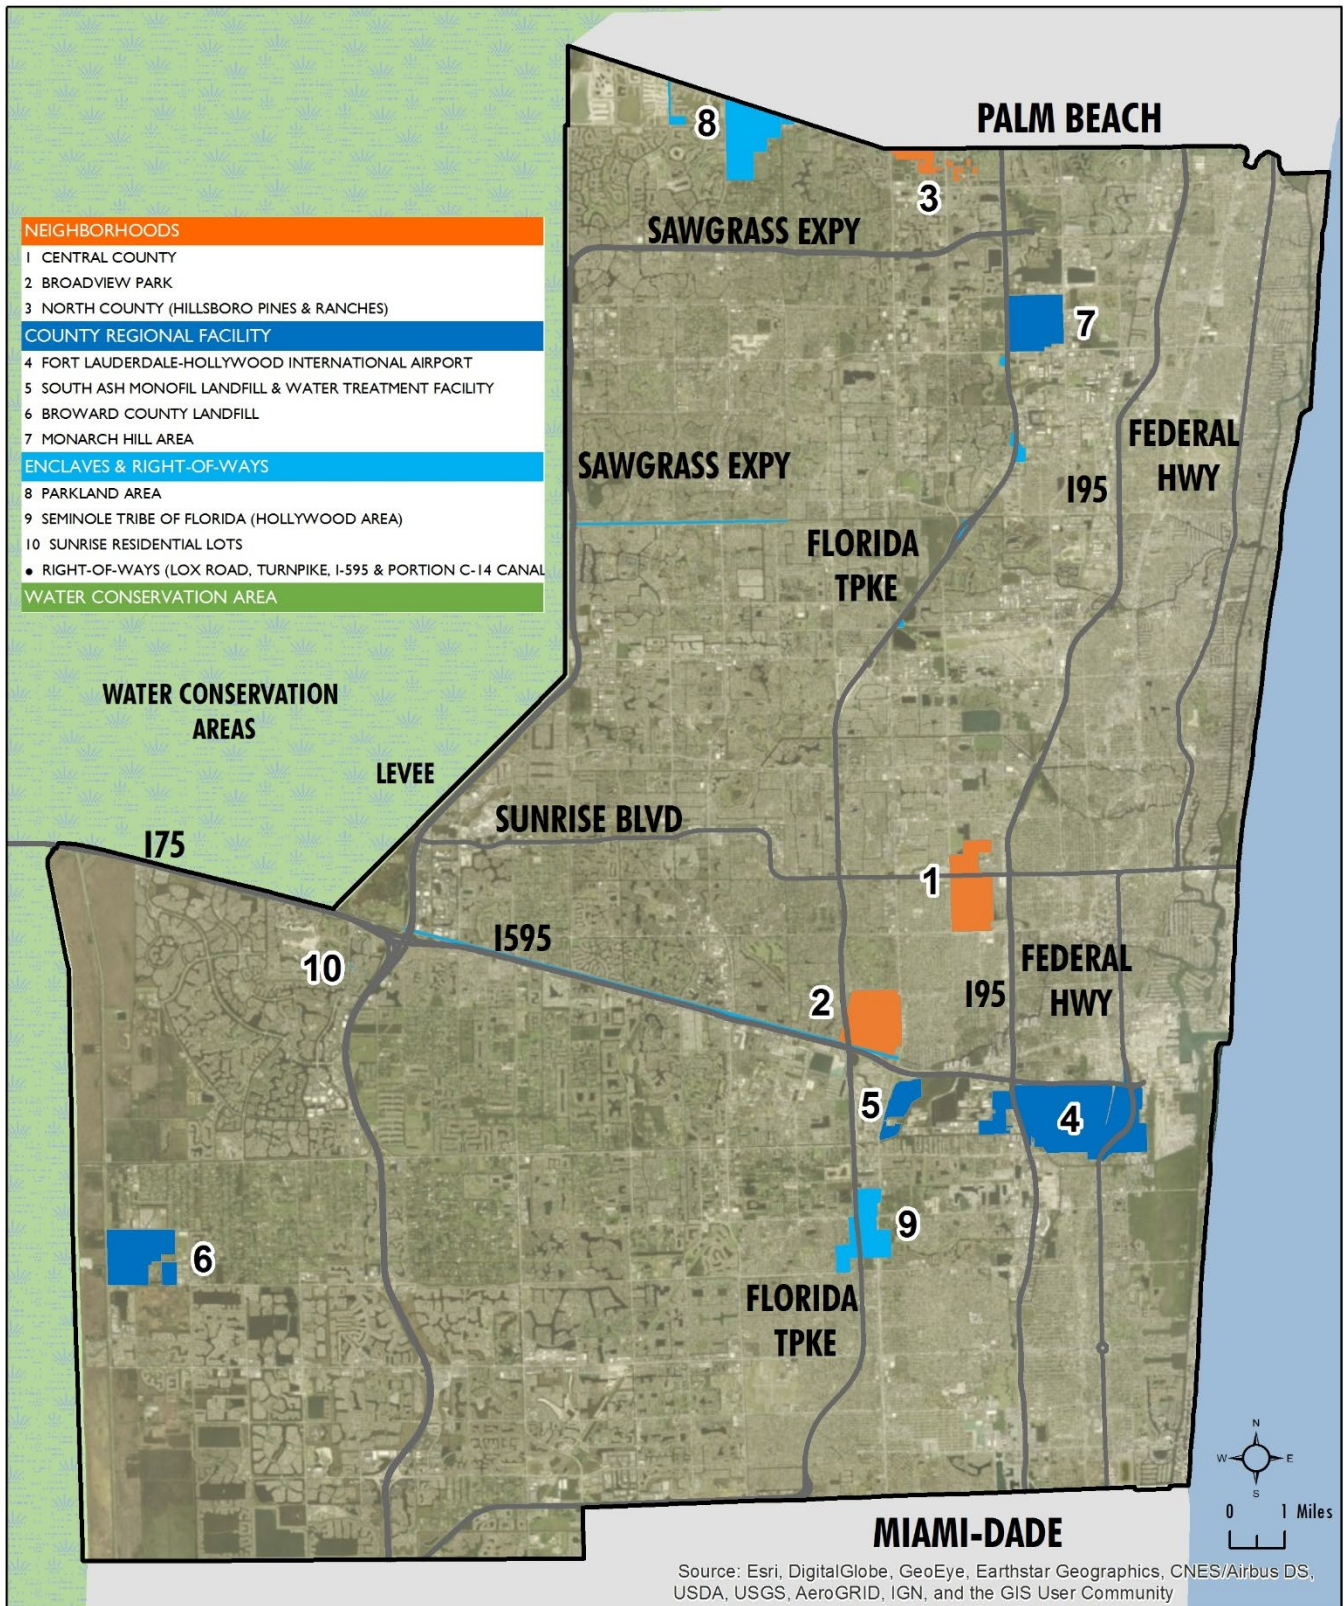 PALM BEACH
8
3
SAWGRASS EXPY
NEIGHBORHOODS
1 CENTRAL COUNTY
2 BROADVIEW PARK
3 NORTH COUNTY (HILLSBORO PINES & RANCHES)
COUNTY REGIONAL FACILITY
4 FORT LAUDERDALE-HOLLYWOOD INTERNATIONAL AIRPORT
5 SOUTH ASH MONOFIL LANDFILL & WATER TREATMENT FACILITY
6 BROWARD COUNTY LANDFILL
7 MONARCH HILL AREA
ENCLAVES & RIGHT-OF-WAYS
8 PARKLAND AREA
9 SEMINOLE TRIBE OF FLORIDA (HOLLYWOOD AREA)
10 SUNRISE RESIDENTIAL LOTS
• RIGHT-OF-WAYS (LOX ROAD, TURNPIKE, I-595 & PORTION C-14 CANAL
WATER CONSERVATION AREA
7
FEDERAL
HWY
SAWGRASS EXPY
I95
FLORIDA
TPKE
WATER CONSERVATION
AREAS
LEVEE
SUNRISE BLVD
I75
1
I595
10
FEDERAL
HWY
I95
2
5
4
9
6
FLORIDA
TPKE
N
W
E
S
0 1 Miles
MIAMI-DADE
Source: Esri, DigitalGlobe, GeoEye, Earthstar Geographics, CNES/Airbus DS,
USDA, USGS, AeroGRID, IGN, and the GIS User Community